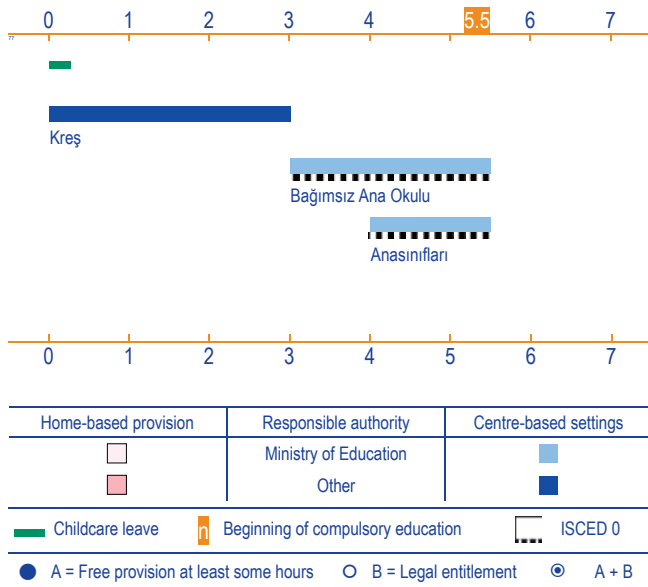 0 1 2 3 4 5.5 6 7
77
Kreş
Bağımsız Ana Okulu
Anasınıfları
0 1 2 3 4 5 6 7
Home-based provision Responsible authority Centre-based settings
Ministry of Education
Other
Childcare leave n Beginning of compulsory education ISCED 0
A = Free provision at least some hours B = Legal entitlement A + B